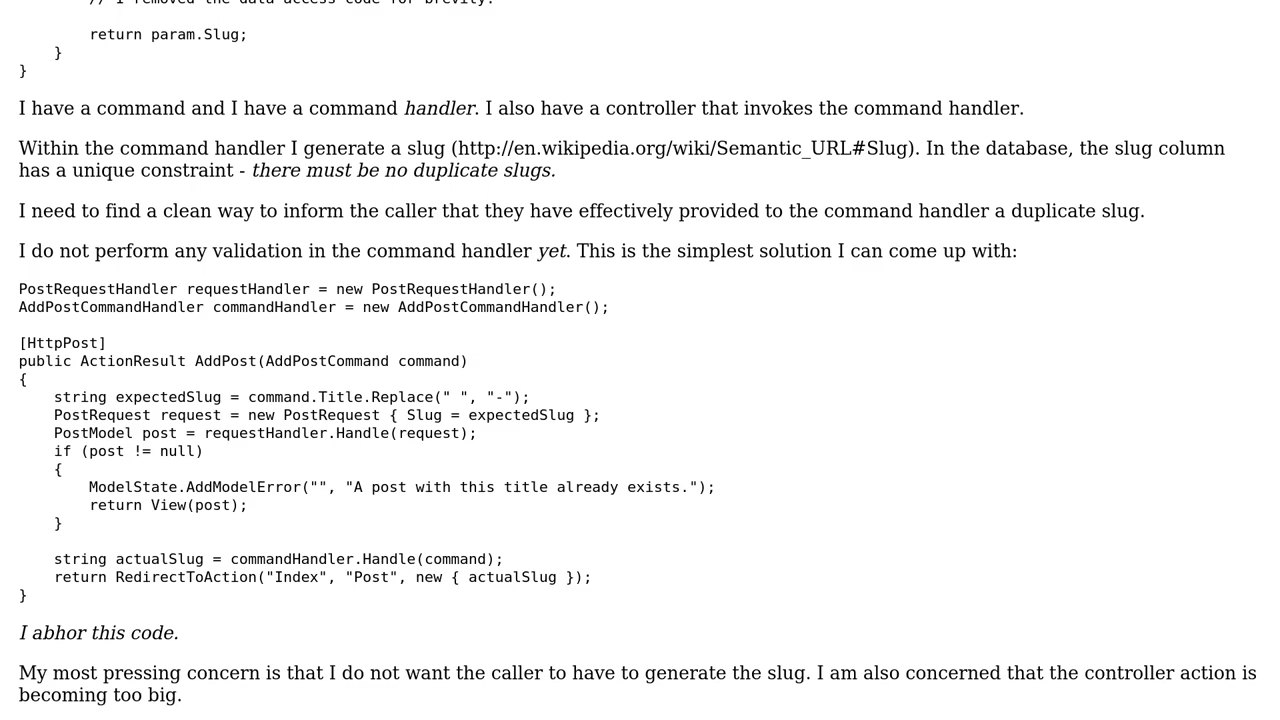 // I removed the data access code for brevity.
return param.Slug;
}
}
I have a command and I have a command handler. I also have a controller that invokes the command handler.
Within the command handler I generate a slug (http://en.wikipedia.org/wiki/Semantic_URL#Slug). In the database, the slug column
has a unique constraint - there must be no duplicate slugs.
I need to find a clean way to inform the caller that they have effectively provided to the command handler a duplicate slug.
I do not perform any validation in the command handler yet. This is the simplest solution I can come up with:
PostRequestHandler requestHandler = new PostRequestHandler();
AddPostCommandHandler commandHandler = new AddPostCommandHandler();
[HttpPost]
public ActionResult AddPost(AddPostCommand command)
{
string expectedSlug = command.Title.Replace(" ", "-");
PostRequest request = new PostRequest { Slug = expectedSlug };
PostModel post = requestHandler.Handle(request);
if (post != null)
{
ModelState.AddModelError("", "A post with this title already exists.");
return View(post);
}
string actualSlug = commandHandler.Handle(command);
return RedirectToAction("Index", "Post", new { actualSlug });
}
I abhor this code.
My most pressing concern is that I do not want the caller to have to generate the slug. I am also concerned that the controller action is
becoming too big.